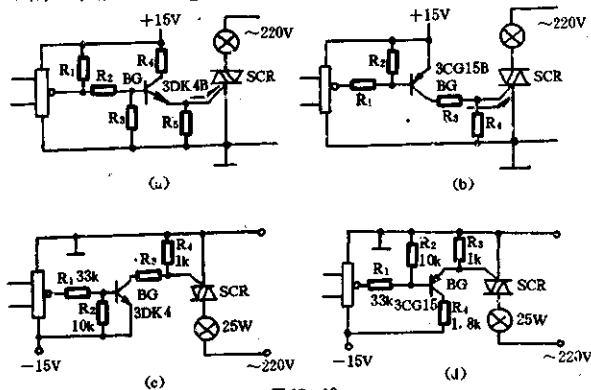 +15V
R₁
R₂
R₄
BG
3DK4B
R₃
R₅
~220V
SCR
(a)
+15V
R₂
3CG15B
BG
R₁
R₃
R₄
~220V
SCR
(b)
R₁ 33k
R₂
10k
R₃
R₄
1k
BG
3DK4
SCR
25W
-15V
~220V
(c)
R₁
33k
R₂
10k
R₃
1k
BG
3CG15
R₄
1.8k
SCR
25W
-15V
~220V
(d)